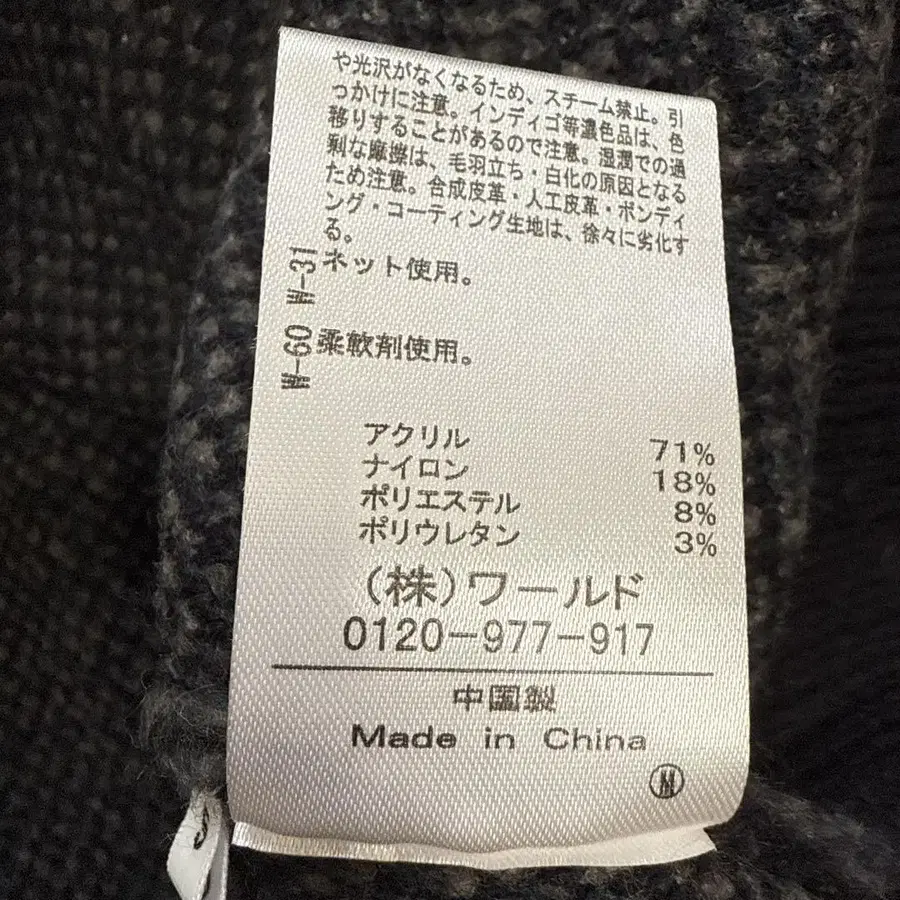 や光沢がなくなるため、スチーム禁止。引
っかけに注意。インディゴ等濃色品は、色
移りすることがあるので注意。湿潤での過
剰な摩擦は、毛羽立ち・白化の原因となる
ため注意。合成皮革・人工皮革・ボンディ
ング・コーティング生地は、徐々に劣化す
る。
W-31 ネット使用。
W-60 柔軟剤使用。
アクリル 71%
ナイロン 18%
ポリエステル 8%
ポリウレタン 3%
(株)ワールド
0120-977-917
中国製
Made in China
M